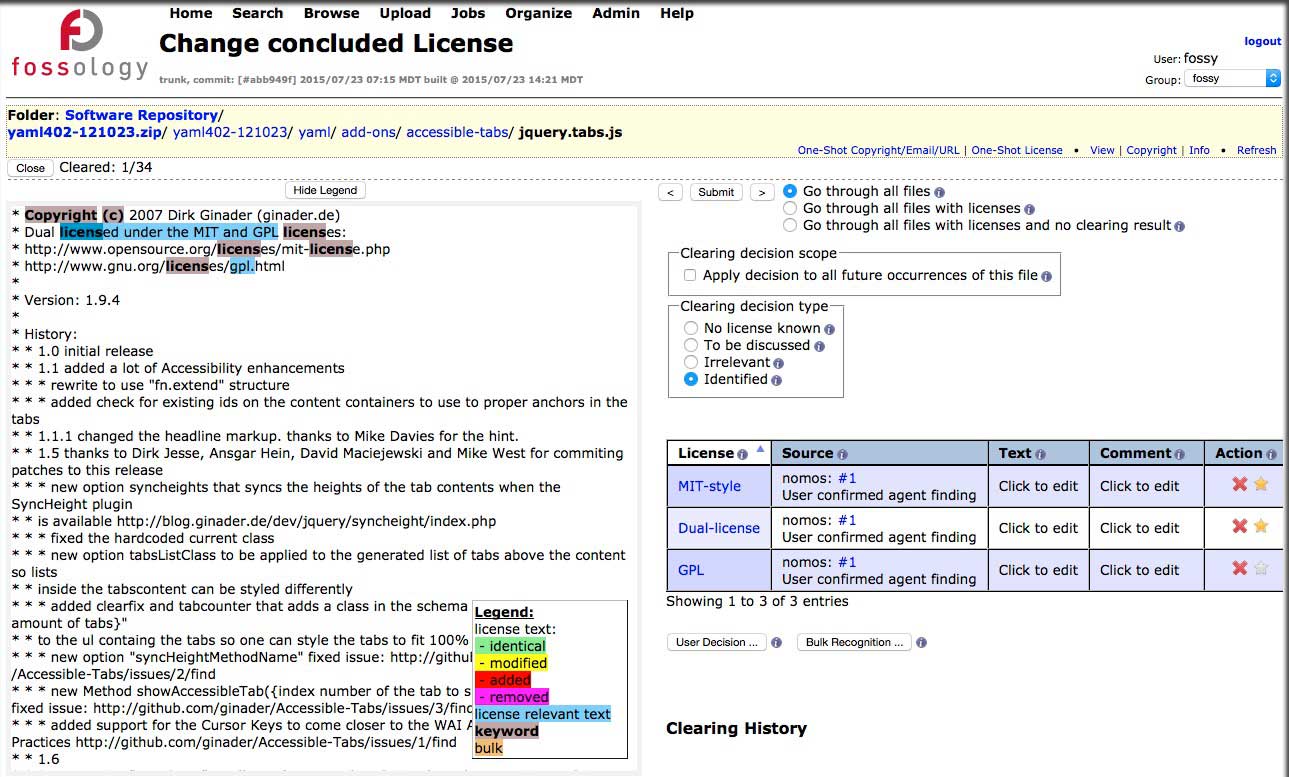 Home Search Browse Upload Jobs Organize Admin Help
fossology
Change concluded License
trunk, commit: [#abb949f] 2015/07/23 07:15 MDT built @ 2015/07/23 14:21 MDT
logout
User: fossy
Group: fossy
Folder: Software Repository/
yaml402-121023.zip/ yaml402-121023/ yaml/ add-ons/ accessible-tabs/ jquery.tabs.js
One-Shot Copyright/Email/URL | One-Shot License • View | Copyright | Info • Refresh
Close Cleared: 1/34
Hide Legend
* Copyright (c) 2007 Dirk Ginader (ginader.de)
* Dual licensed under the MIT and GPL licenses:
* http://www.opensource.org/licenses/mit-license.php
* http://www.gnu.org/licenses/gpl.html
*
* Version: 1.9.4
*
* History:
* * 1.0 initial release
* * 1.1 added a lot of Accessibility enhancements
* * * rewrite to use "fn.extend" structure
* * * added check for existing ids on the content containers to use to proper anchors in the
tabs
* * 1.1.1 changed the headline markup. thanks to Mike Davies for the hint.
* * 1.5 thanks to Dirk Jesse, Ansgar Hein, David Maciejewski and Mike West for commiting
patches to this release
* * * new option syncheights that syncs the heights of the tab contents when the
SyncHeight plugin
* * is available http://blog.ginader.de/dev/jquery/syncheight/index.php
* * * fixed the hardcoded current class
* * * new option tabsListClass to be applied to the generated list of tabs above the content
so lists
* * inside the tabscontent can be styled differently
* * * added clearfix and tabcounter that adds a class in the schema
amount of tabs}"
* * to the ul containg the tabs so one can style the tabs to fit 100%
* * * new option "syncHeightMethodName" fixed issue: http://githu
/Accessible-Tabs/issues/2/find
* * * new Method showAccessibleTab({index number of the tab to s
fixed issue: http://github.com/ginader/Accessible-Tabs/issues/3/find
* * * added support for the Cursor Keys to come closer to the WAI A
Practices http://github.com/ginader/Accessible-Tabs/issues/1/find
* * 1.6
Legend:
license text:
- identical
- modified
- added
- removed
license relevant text
keyword
bulk
< Submit >
Go through all files
Go through all files with licenses
Go through all files with licenses and no clearing result
Clearing decision scope
Apply decision to all future occurrences of this file
Clearing decision type
No license known
To be discussed
Irrelevant
Identified
License Source Text Comment Action
MIT-style nomos: #1 User confirmed agent finding Click to edit Click to edit
Dual-license nomos: #1 User confirmed agent finding Click to edit Click to edit
GPL nomos: #1 User confirmed agent finding Click to edit Click to edit
Showing 1 to 3 of 3 entries
User Decision ... Bulk Recognition ...
Clearing History